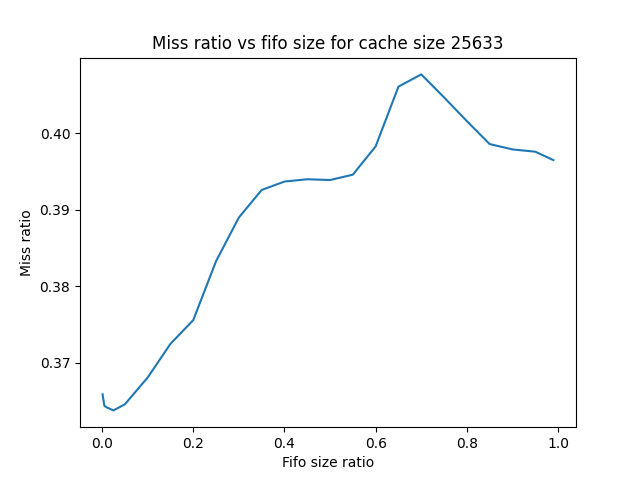 Miss ratio vs fifo size for cache size 25633
0.40
0.39
0.38
0.37
Miss ratio
0.0 0.2 0.4 0.6 0.8 1.0
Fifo size ratio